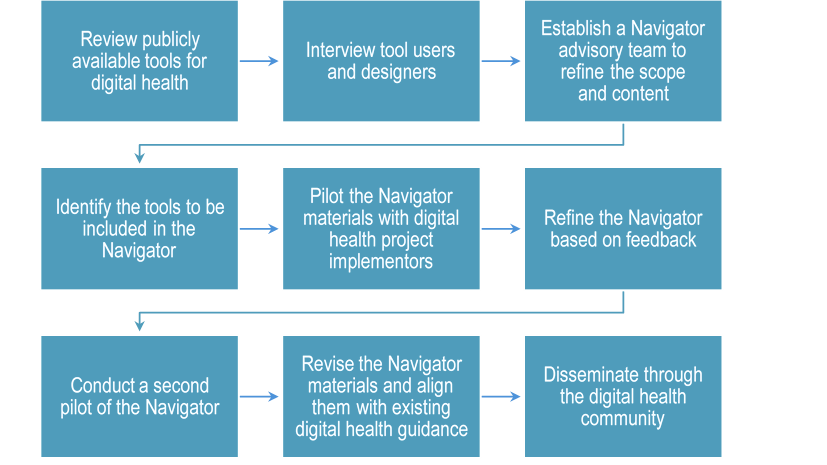 Review publicly
available tools for
digital health
Interview tool users
and designers
Establish a Navigator
advisory team to
refine the scope
and content
Identify the tools to be
included in the
Navigator
Pilot the Navigator
materials with digital
health project
implementors
Refine the Navigator
based on feedback
Conduct a second
pilot of the Navigator
Revise the Navigator
materials and align
them with existing
digital health guidance
Disseminate through
the digital health
community